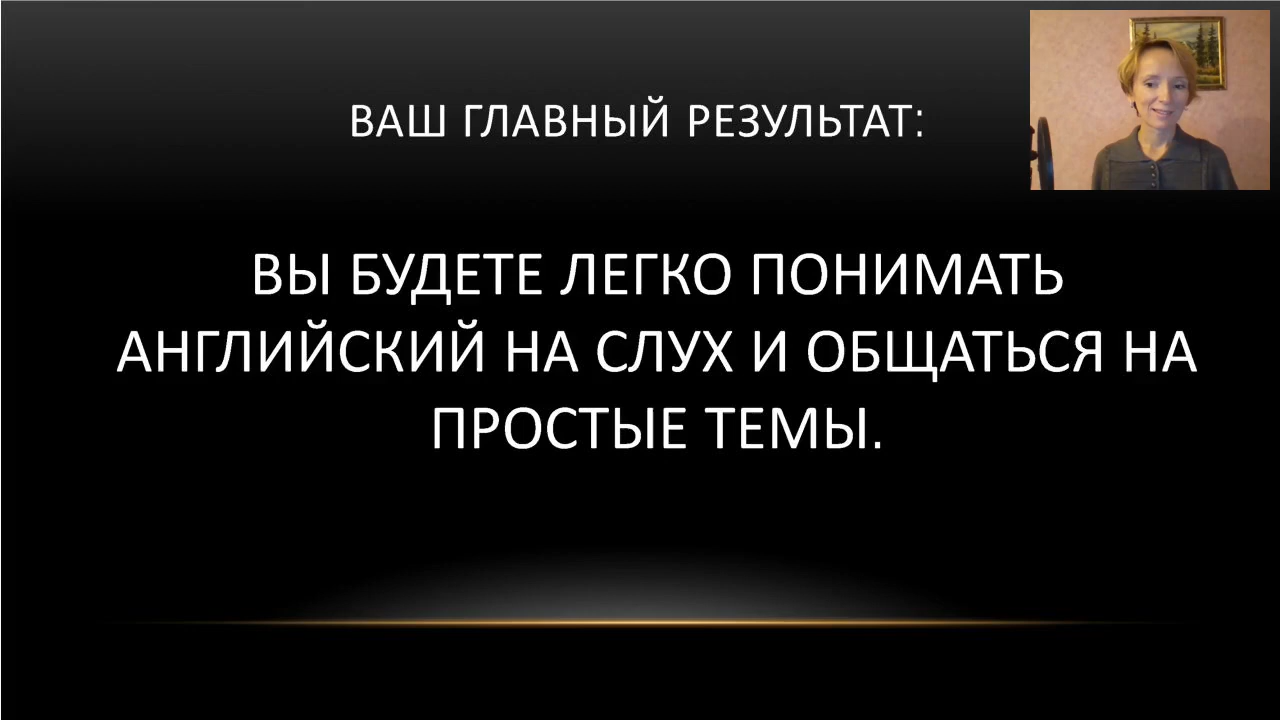 ВАШ ГЛАВНЫЙ РЕЗУЛЬТАТ:
ВЫ БУДЕТЕ ЛЕГКО ПОНИМАТЬ
АНГЛИЙСКИЙ НА СЛУХ И ОБЩАТЬСЯ НА
ПРОСТЫЕ ТЕМЫ.